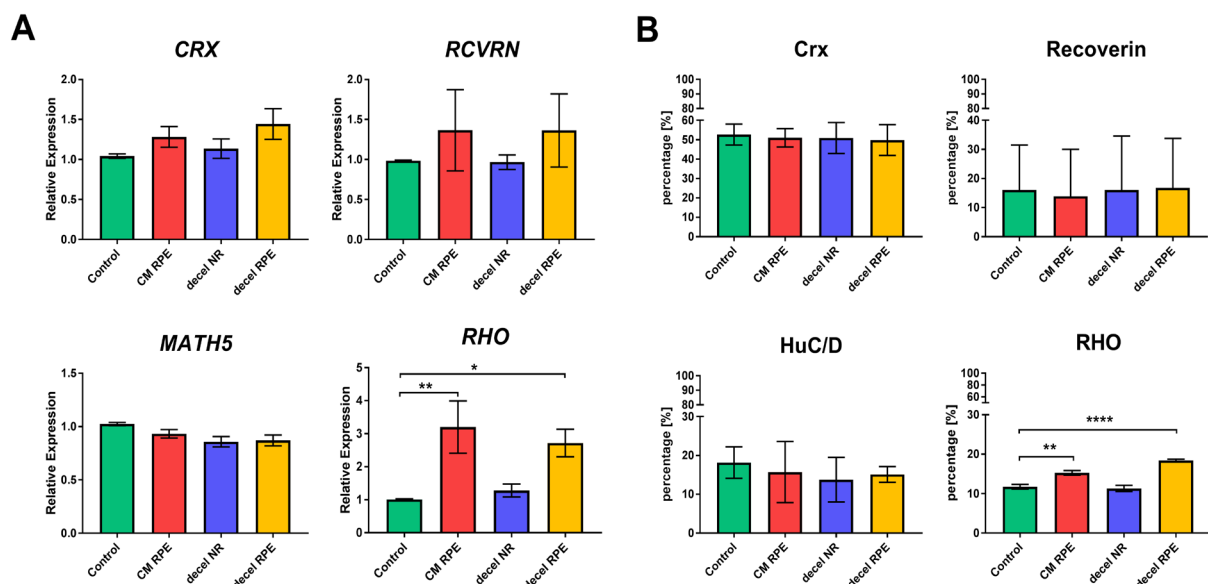 A
CRX
Relative Expression
2.0
1.5
1.0
0.5
0.0
Control
CM RPE
decel NR
decel RPE
RCVRN
Relative Expression
2.0
1.5
1.0
0.5
0.0
Control
CM RPE
decel NR
decel RPE
MATH5
Relative Expression
1.5
1.0
0.5
0.0
Control
CM RPE
decel NR
decel RPE
RHO
Relative Expression
5
4
3
2
1
0
**
*
Control
CM RPE
decel NR
decel RPE
B
Crx
percentage [%]
100
90
80
60
50
40
30
20
10
0
Control
CM RPE
decel NR
decel RPE
Recoverin
percentage [%]
100
90
80
40
30
20
10
0
Control
CM RPE
decel NR
decel RPE
HuC/D
percentage [%]
100
90
80
30
20
10
0
Control
CM RPE
decel NR
decel RPE
RHO
percentage [%]
100
90
80
70
60
50
30
20
10
0
**
****
Control
CM RPE
decel NR
decel RPE